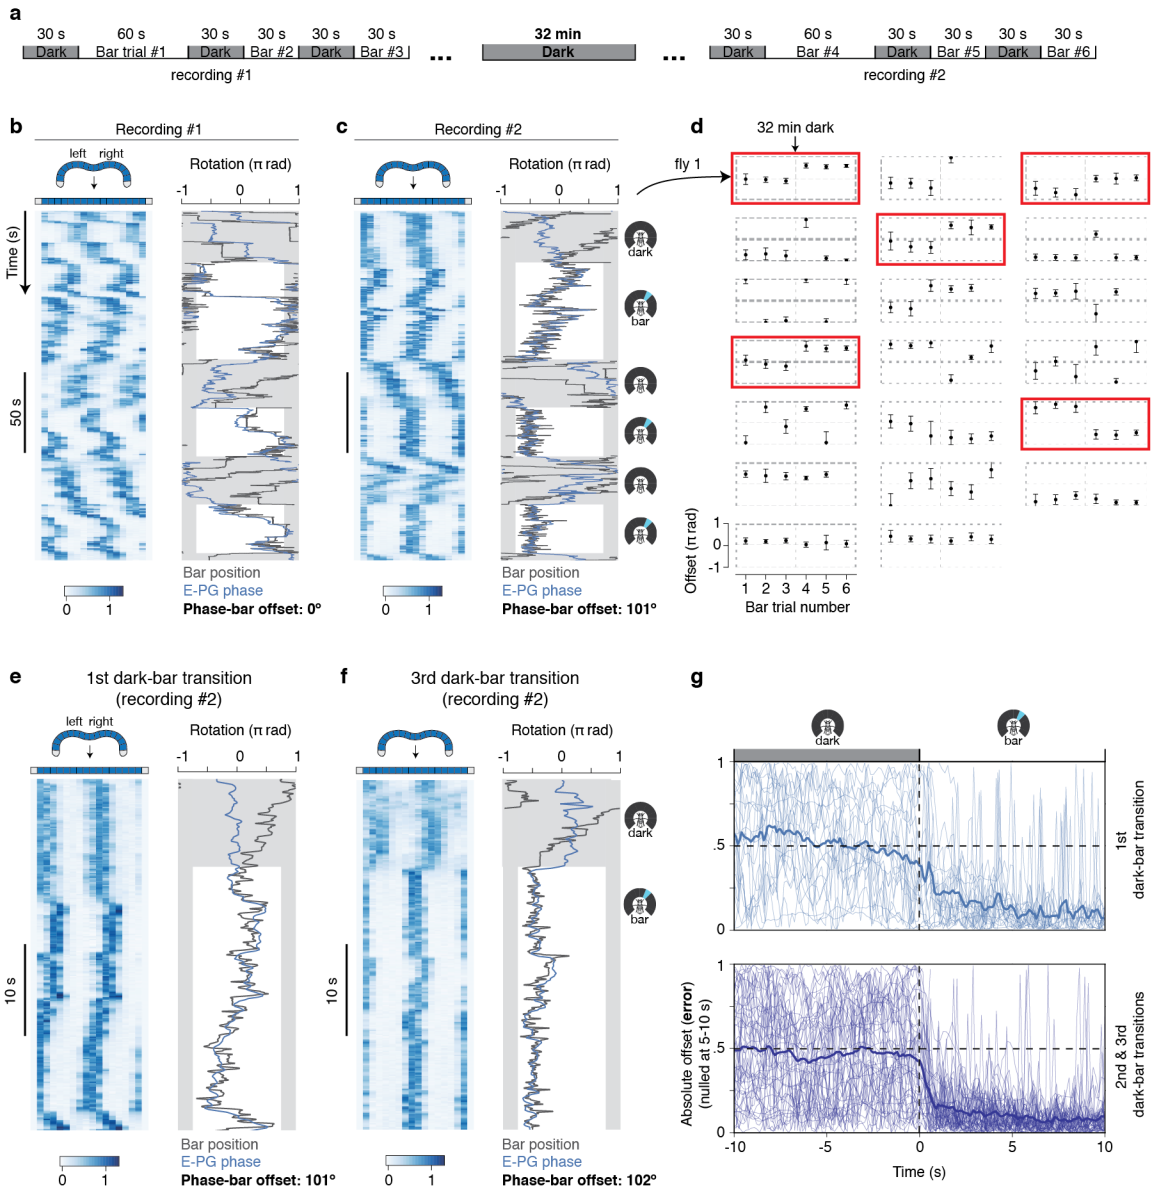 a
30 s 60 s 30 s 30 s 30 s 30 s
Dark Bar trial #1 Dark Bar #2 Dark Bar #3
recording #1
...
32 min
Dark
...
30 s 60 s 30 s 30 s 30 s 30 s
Dark Bar #4 Dark Bar #5 Dark Bar #6
recording #2
b
Recording #1
left right
Rotation (π rad)
-1 0 1
Time (s)
50 s
0 1
Bar position
E-PG phase
Phase-bar offset: 0º
c
Recording #2
Rotation (π rad)
-1 0 1
dark
bar
0 1
Bar position
E-PG phase
Phase-bar offset: 101º
d
32 min dark
fly 1
Offset (π rad)
1
0
-1
1 2 3 4 5 6
Bar trial number
e
1st dark-bar transition
(recording #2)
left right
Rotation (π rad)
-1 0 1
10 s
0 1
Bar position
E-PG phase
Phase-bar offset: 101º
f
3rd dark-bar transition
(recording #2)
Rotation (π rad)
-1 0 1
dark
bar
10 s
0 1
Bar position
E-PG phase
Phase-bar offset: 102º
g
dark
bar
1
.5
0
1st
dark-bar transition
1
.5
0
Absolute offset (error)
(nulled at 5-10 s)
2nd & 3rd
dark-bar transitions
-10 -5 0 5 10
Time (s)